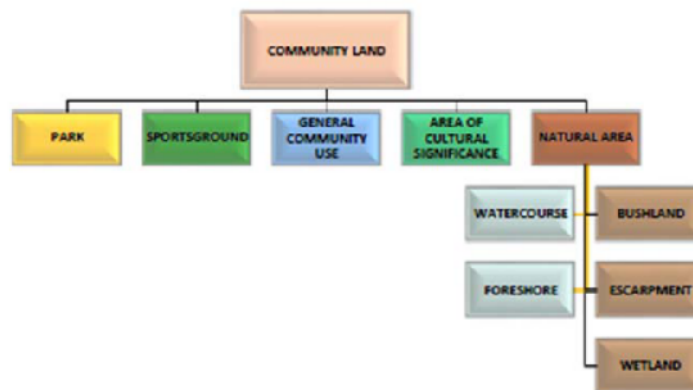 COMMUNITY LAND
PARK
SPORTSGROUND
GENERAL
COMMUNITY
USE
AREA OF
CULTURAL
SIGNIFICANCE
NATURAL AREA
WATERCOURSE
BUSHLAND
FORESHORE
ESCARPMENT
WETLAND